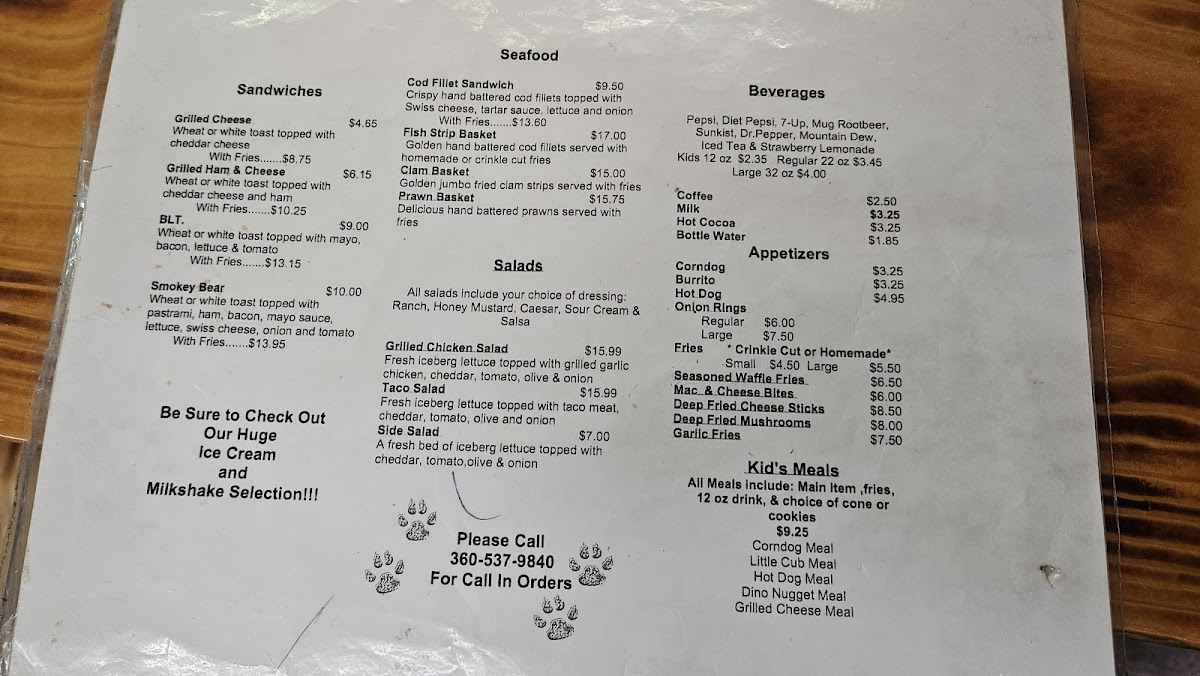 Sandwiches
Grilled Cheese $4.65
Wheat or white toast topped with
cheddar cheese
With Fries.......$8.75
Grilled Ham & Cheese $6.15
Wheat or white toast topped with
cheddar cheese and ham
With Fries.......$10.25
BLT. $9.00
Wheat or white toast topped with mayo,
bacon, lettuce & tomato
With Fries.......$13.15
Smokey Bear $10.00
Wheat or white toast topped with
pastrami, ham, bacon, mayo sauce,
lettuce, swiss cheese, onion and tomato
With Fries.......$13.95
Be Sure to Check Out
Our Huge
Ice Cream
and
Milkshake Selection!!!
Seafood
Cod Fillet Sandwich $9.50
Crispy hand battered cod fillets topped with
Swiss cheese, tartar sauce, lettuce and onion
With Fries.......$13.60
Fish Strip Basket $17.00
Golden hand battered cod fillets served with
homemade or crinkle cut fries
Clam Basket $15.00
Golden jumbo fried clam strips served with fries
Prawn Basket $15.75
Delicious hand battered prawns served with
fries
Salads
All salads include your choice of dressing:
Ranch, Honey Mustard, Caesar, Sour Cream &
Salsa
Grilled Chicken Salad $15.99
Fresh iceberg lettuce topped with grilled garlic
chicken, cheddar, tomato, olive & onion
Taco Salad $15.99
Fresh iceberg lettuce topped with taco meat,
cheddar, tomato, olive and onion
Side Salad $7.00
A fresh bed of iceberg lettuce topped with
cheddar, tomato,olive & onion
Please Call
360-537-9840
For Call In Orders
Beverages
Pepsi, Diet Pepsi, 7-Up, Mug Rootbeer,
Sunkist, Dr.Pepper, Mountain Dew,
Iced Tea & Strawberry Lemonade
Kids 12 oz $2.35 Regular 22 oz $3.45
Large 32 oz $4.00
Coffee $2.50
Milk $3.25
Hot Cocoa $3.25
Bottle Water $1.85
Appetizers
Corndog $3.25
Burrito $3.25
Hot Dog $4.95
Onion Rings
Regular $6.00
Large $7.50
Fries * Crinkle Cut or Homemade*
Small $4.50 Large $5.50
Seasoned Waffle Fries $6.50
Mac & Cheese Bites $6.00
Deep Fried Cheese Sticks $8.50
Deep Fried Mushrooms $8.00
Garlic Fries $7.50
Kid's Meals
All Meals include: Main Item ,fries,
12 oz drink, & choice of cone or
cookies
$9.25
Corndog Meal
Little Cub Meal
Hot Dog Meal
Dino Nugget Meal
Grilled Cheese Meal